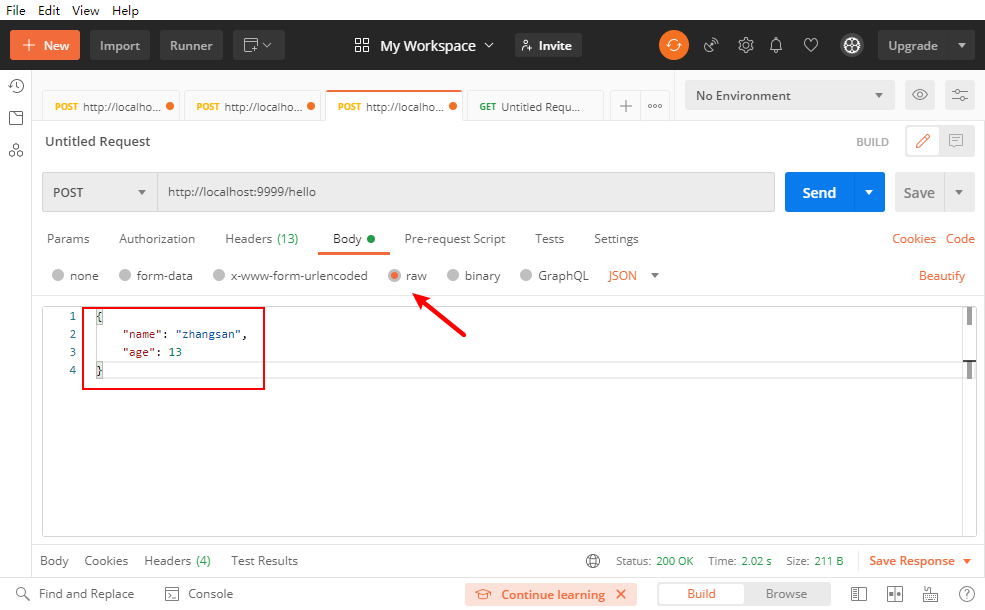 File Edit View Help
New Import Runner My Workspace Invite Upgrade
POST http://localho... POST http://localho... POST http://localho... GET Untitled Requ... No Environment
Untitled Request BUILD
POST http://localhost:9999/hello Send Save
Params Authorization Headers (13) Body Pre-request Script Tests Settings Cookies Code
none form-data x-www-form-urlencoded raw binary GraphQL JSON Beautify
1 {
2 "name": "zhangsan",
3 "age": 13
4 }
Body Cookies Headers (4) Test Results Status: 200 OK Time: 2.02 s Size: 211 B Save Response
Find and Replace Console Continue learning Build Browse